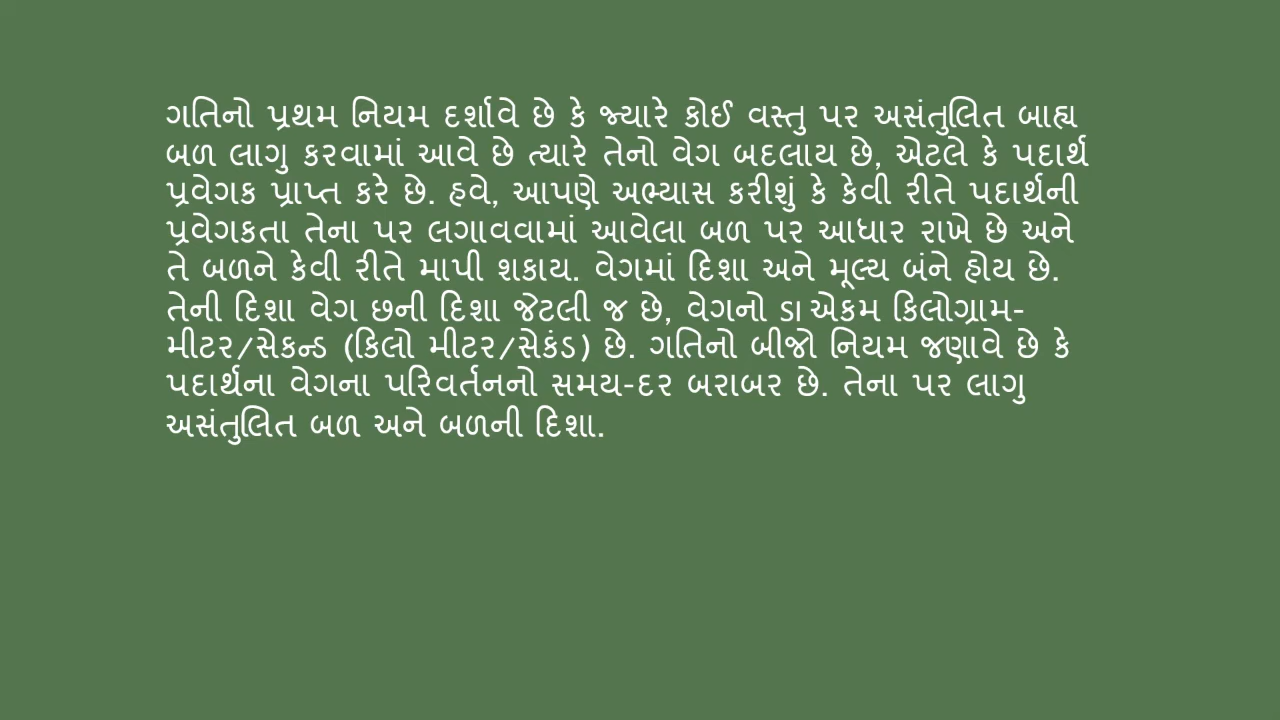 ગતિનો પ્રથમ નિયમ દર્શાવે છે કે જ્યારે કોઈ વસ્તુ પર અસંતુલિત બાહ્ય
બળ લાગુ કરવામાં આવે છે ત્યારે તેનો વેગ બદલાય છે, એટલે કે પદાર્થ
પ્રવેગક પ્રાપ્ત કરે છે. હવે, આપણે અભ્યાસ કરીશું કે કેવી રીતે પદાર્થની
પ્રવેગકતા તેના પર લગાવવામાં આવેલા બળ પર આધાર રાખે છે અને
તે બળને કેવી રીતે માપી શકાય. વેગમાં દિશા અને મૂલ્ય બંને હોય છે.
તેની દિશા વેગ છની દિશા જેટલી જ છે, વેગનો ડા એકમ કિલોગ્રામ-
મીટર/સેકન્ડ (કિલો મીટર/સેકંડ) છે. ગતિનો બીજો નિયમ જણાવે છે કે
પદાર્થના વેગના પરિવર્તનનો સમય-દર બરાબર છે. તેના પર લાગુ
અસંતુલિત બળ અને બળની દિશા.